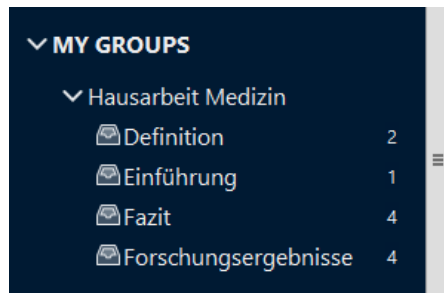 MY GROUPS
Hausarbeit Medizin
Definition 2
Einführung 1
Fazit 4
Forschungsergebnisse 4